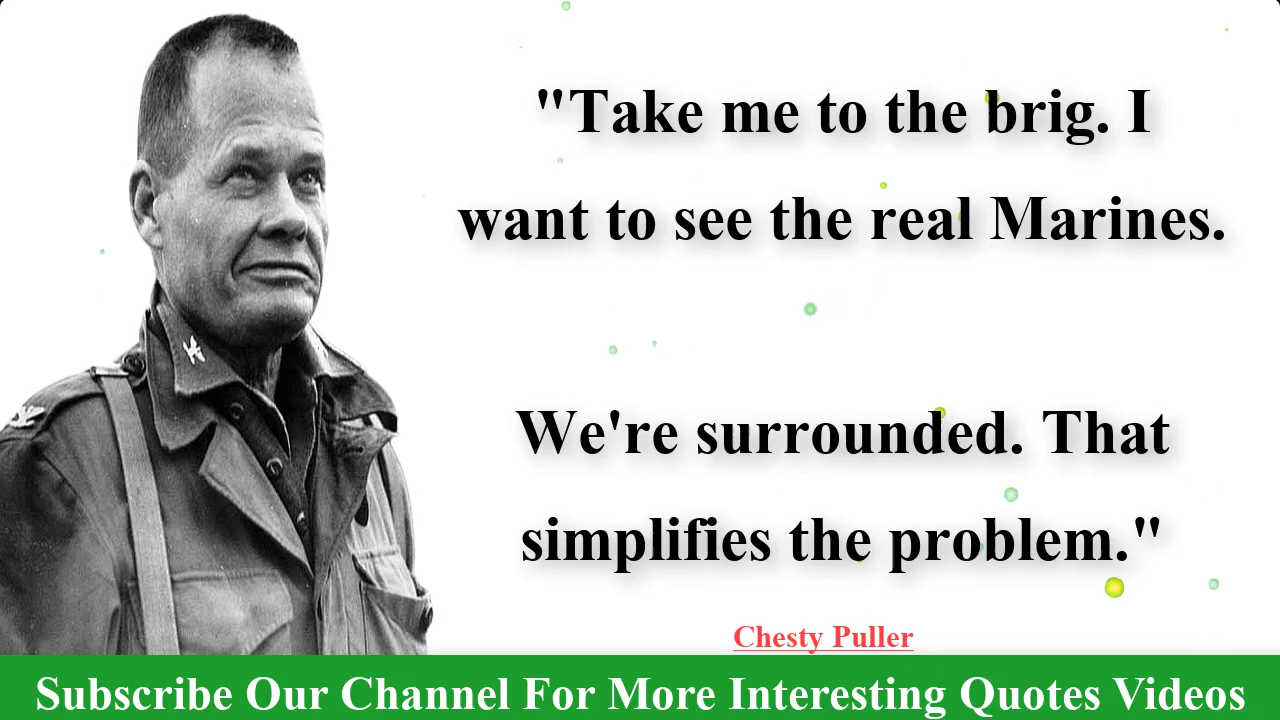 "Take me to the brig. I
want to see the real Marines.
We're surrounded. That
simplifies the problem."
Chesty Puller
Subscribe Our Channel For More Interesting Quotes Videos